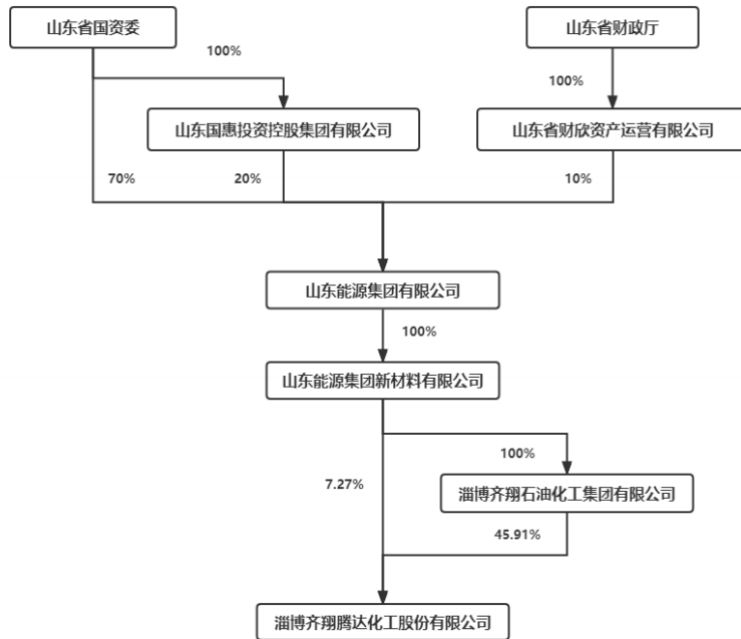 山东省国资委
山东省财政厅
100%
100%
山东国惠投资控股集团有限公司
山东省财欣资产运营有限公司
70%
20%
10%
山东能源集团有限公司
100%
山东能源集团新材料有限公司
100%
7.27%
淄博齐翔石油化工集团有限公司
45.91%
淄博齐翔腾达化工股份有限公司